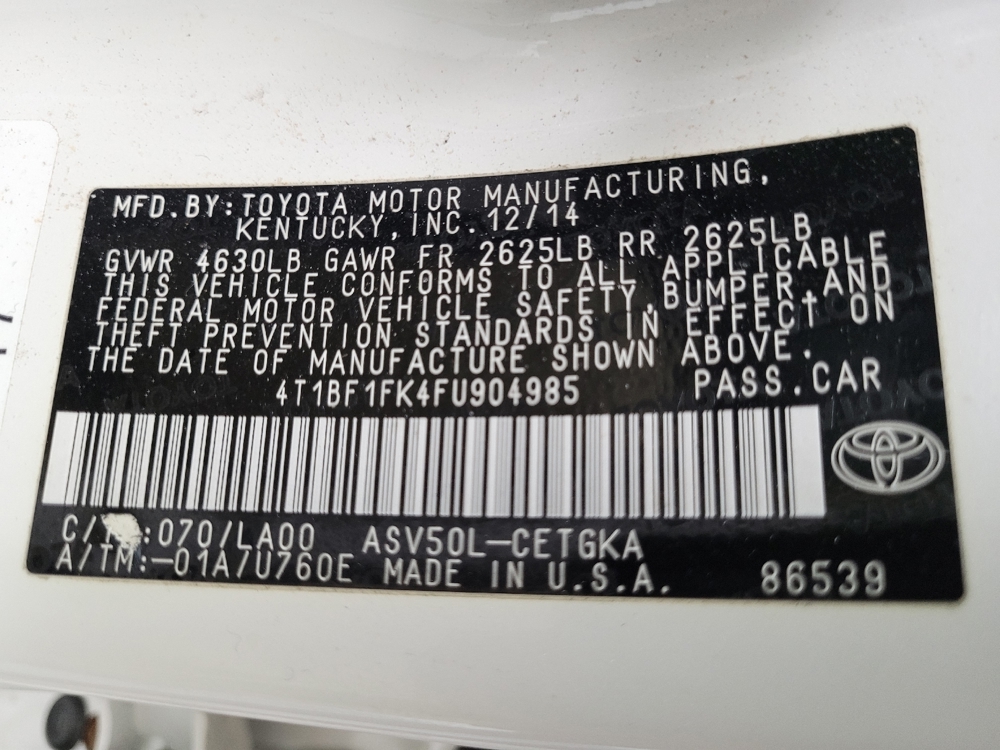 MFD.BY:TOYOTA MOTOR MANUFACTURING,
KENTUCKY, INC. 12/14
GVWR 4630LB GAWR FR 2625LB RR 2625LB
THIS VEHICLE CONFORMS TO ALL APPLICABLE
FEDERAL MOTOR VEHICLE SAFETY, BUMPER, AND
THEFT PREVENTION STANDARDS IN EFFECT ON
THE DATE OF MANUFACTURE SHOWN ABOVE.
4T1BF1FK4FU904985 PASS.CAR
:070/LA00 ASV50L-CETGKA
A/TM:-01A/U760E MADE IN U.S.A. 86539